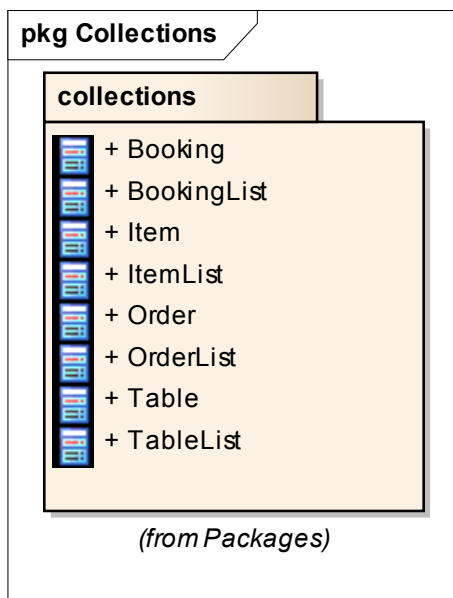 pkg Collections
collections
+ Booking
+ BookingList
+ Item
+ ItemList
+ Order
+ OrderList
+ Table
+ TableList
(from Packages)